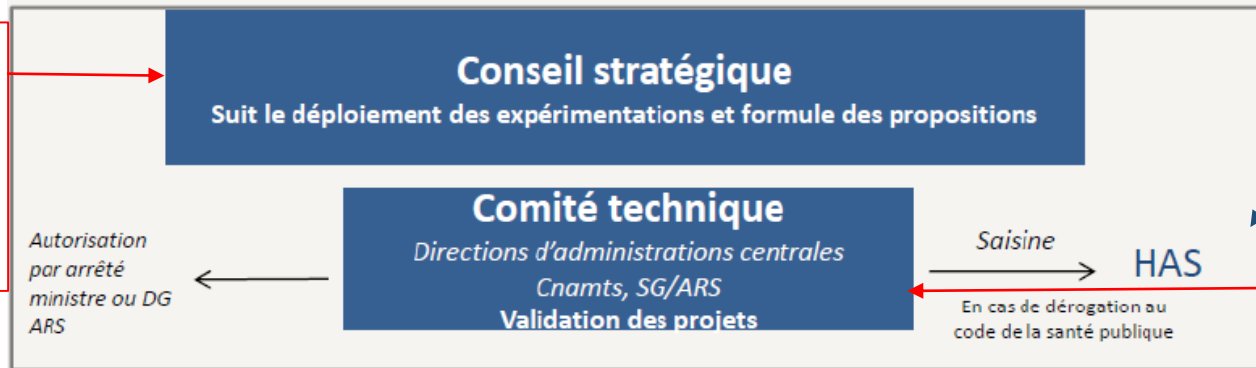 Conseil stratégique
Suit le déploiement des expérimentations et formule des propositions
Autorisation
par arrêté
ministre ou DG
ARS
Comité technique
Directions d'administrations centrales
Cnamts, SG/ARS
Validation des projets
Saisine
HAS
En cas de dérogation au
code de la santé publique